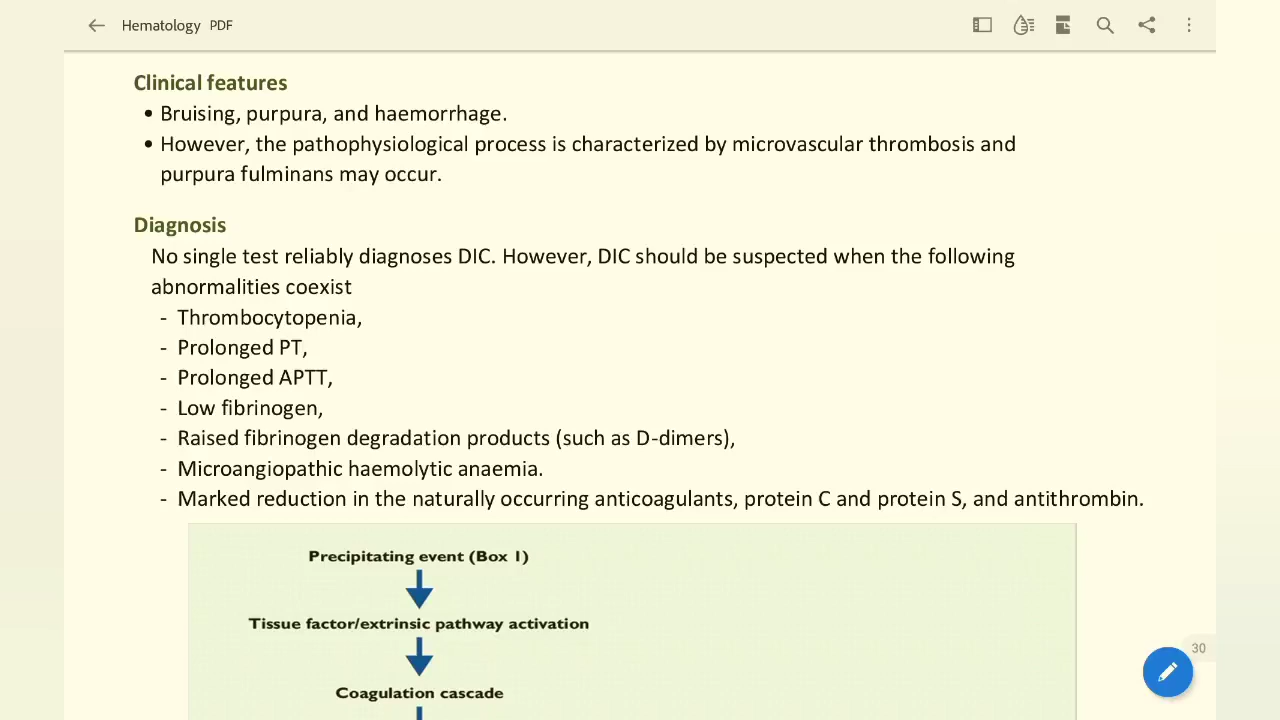 Hematology PDF
Clinical features
• Bruising, purpura, and haemorrhage.
• However, the pathophysiological process is characterized by microvascular thrombosis and
purpura fulminans may occur.
Diagnosis
No single test reliably diagnoses DIC. However, DIC should be suspected when the following
abnormalities coexist
- Thrombocytopenia,
- Prolonged PT,
- Prolonged APTT,
- Low fibrinogen,
- Raised fibrinogen degradation products (such as D-dimers),
- Microangiopathic haemolytic anaemia.
- Marked reduction in the naturally occurring anticoagulants, protein C and protein S, and antithrombin.
Precipitating event (Box 1)
Tissue factor/extrinsic pathway activation
30
Coagulation cascade